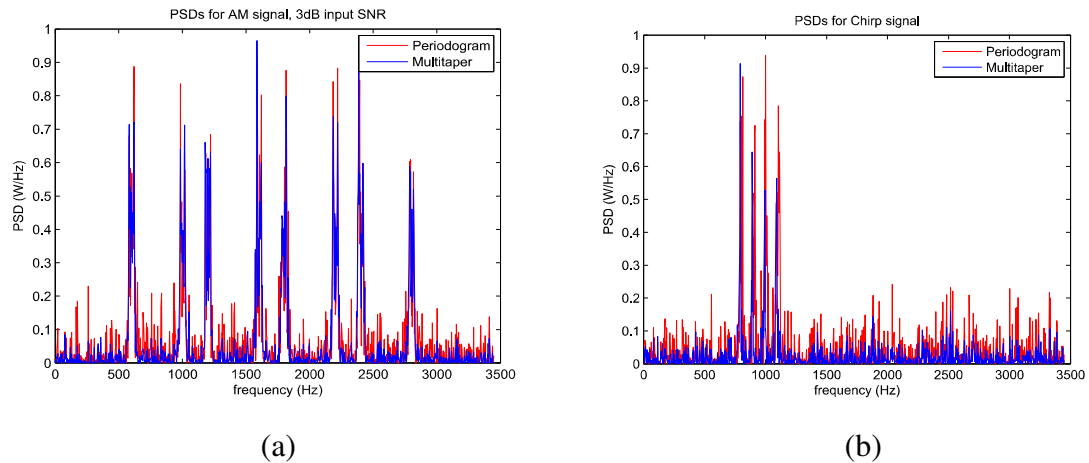 PSDs for AM signal, 3dB input SNR
1
0.9
0.8
0.7
0.6
0.5
0.4
0.3
0.2
0.1
0
PSD (W/Hz)
Periodogram
Multitaper
0 500 1000 1500 2000 2500 3000 3500
frequency (Hz)
(a)
PSDs for Chirp signal
1
0.9
0.8
0.7
0.6
0.5
0.4
0.3
0.2
0.1
0
PSD (W/Hz)
Periodogram
Multitaper
0 500 1000 1500 2000 2500 3000 3500
frequency (Hz)
(b)